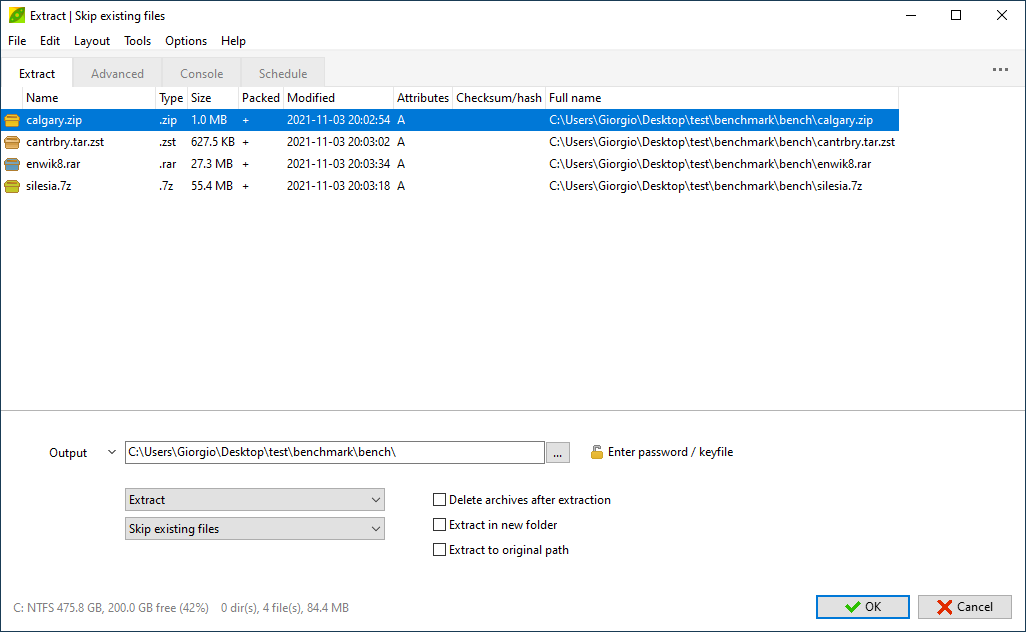 Extract | Skip existing files
File Edit Layout Tools Options Help
Extract Advanced Console Schedule ...
Name Type Size Packed Modified Attributes Checksum/hash Full name
calgary.zip .zip 1.0 MB + 2021-11-03 20:02:54 A C:\Users\Giorgio\Desktop\test\benchmark\bench\calgary.zip
cantrbry.tar.zst .zst 627.5 KB + 2021-11-03 20:03:02 A C:\Users\Giorgio\Desktop\test\benchmark\bench\cantrbry.tar.zst
enwik8.rar .rar 27.3 MB + 2021-11-03 20:03:34 A C:\Users\Giorgio\Desktop\test\benchmark\bench\enwik8.rar
silesia.7z .7z 55.4 MB + 2021-11-03 20:03:18 A C:\Users\Giorgio\Desktop\test\benchmark\bench\silesia.7z
Output C:\Users\Giorgio\Desktop\test\benchmark\bench\ ... Enter password / keyfile
Extract Delete archives after extraction
Skip existing files Extract in new folder
Extract to original path
C: NTFS 475.8 GB, 200.0 GB free (42%) 0 dir(s), 4 file(s), 84.4 MB OK Cancel